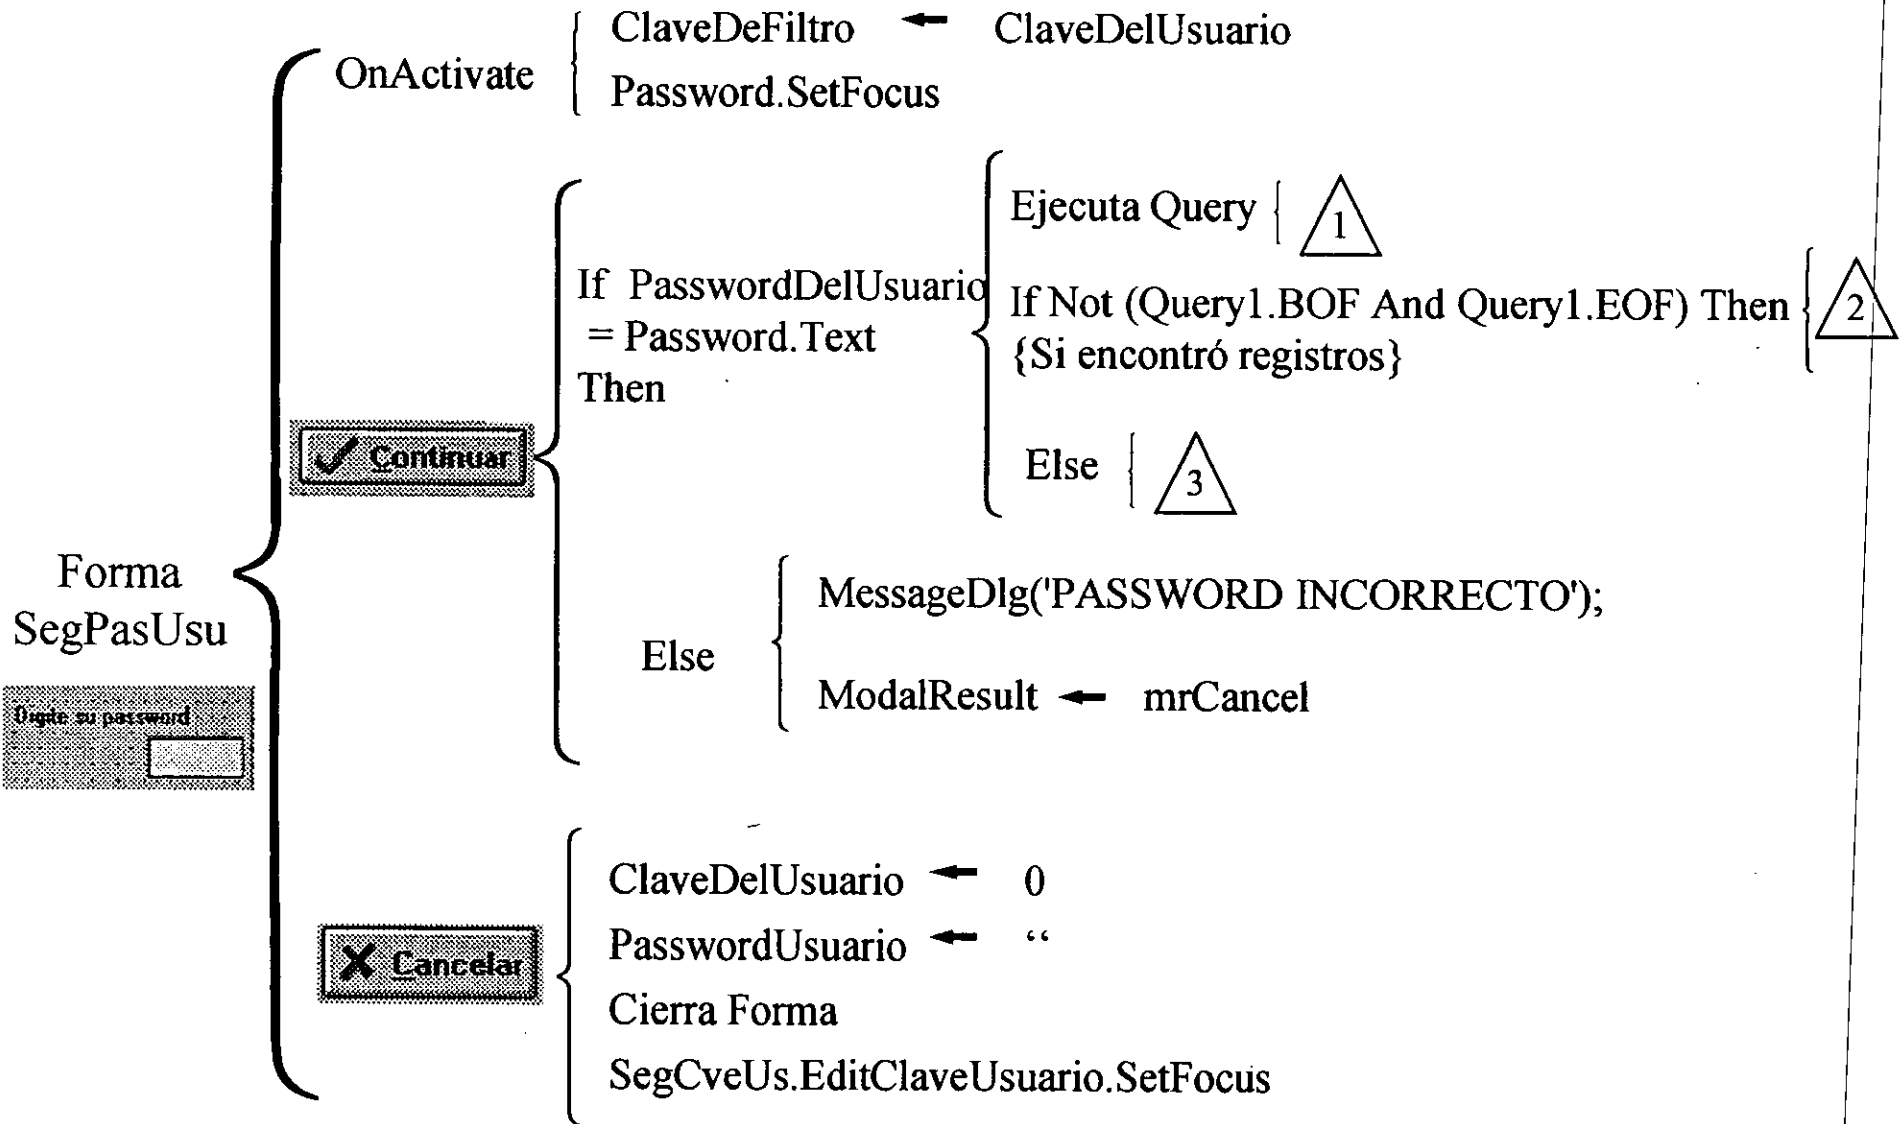 OnActivate
ClaveDeFiltro ← ClaveDelUsuario
Password.SetFocus
If PasswordDelUsuario
= Password.Text
Then
Ejecuta Query
1
If Not (Query1.BOF And Query1.EOF) Then
{Si encontró registros}
2
Else
3
Continuar
Else
MessageDlg('PASSWORD INCORRECTO');
ModalResult ← mrCancel
Forma
SegPasUsu
Digite su password
Cancelar
ClaveDelUsuario ← 0
PasswordUsuario ← “
Cierra Forma
SegCveUs.EditClaveUsuario.SetFocus